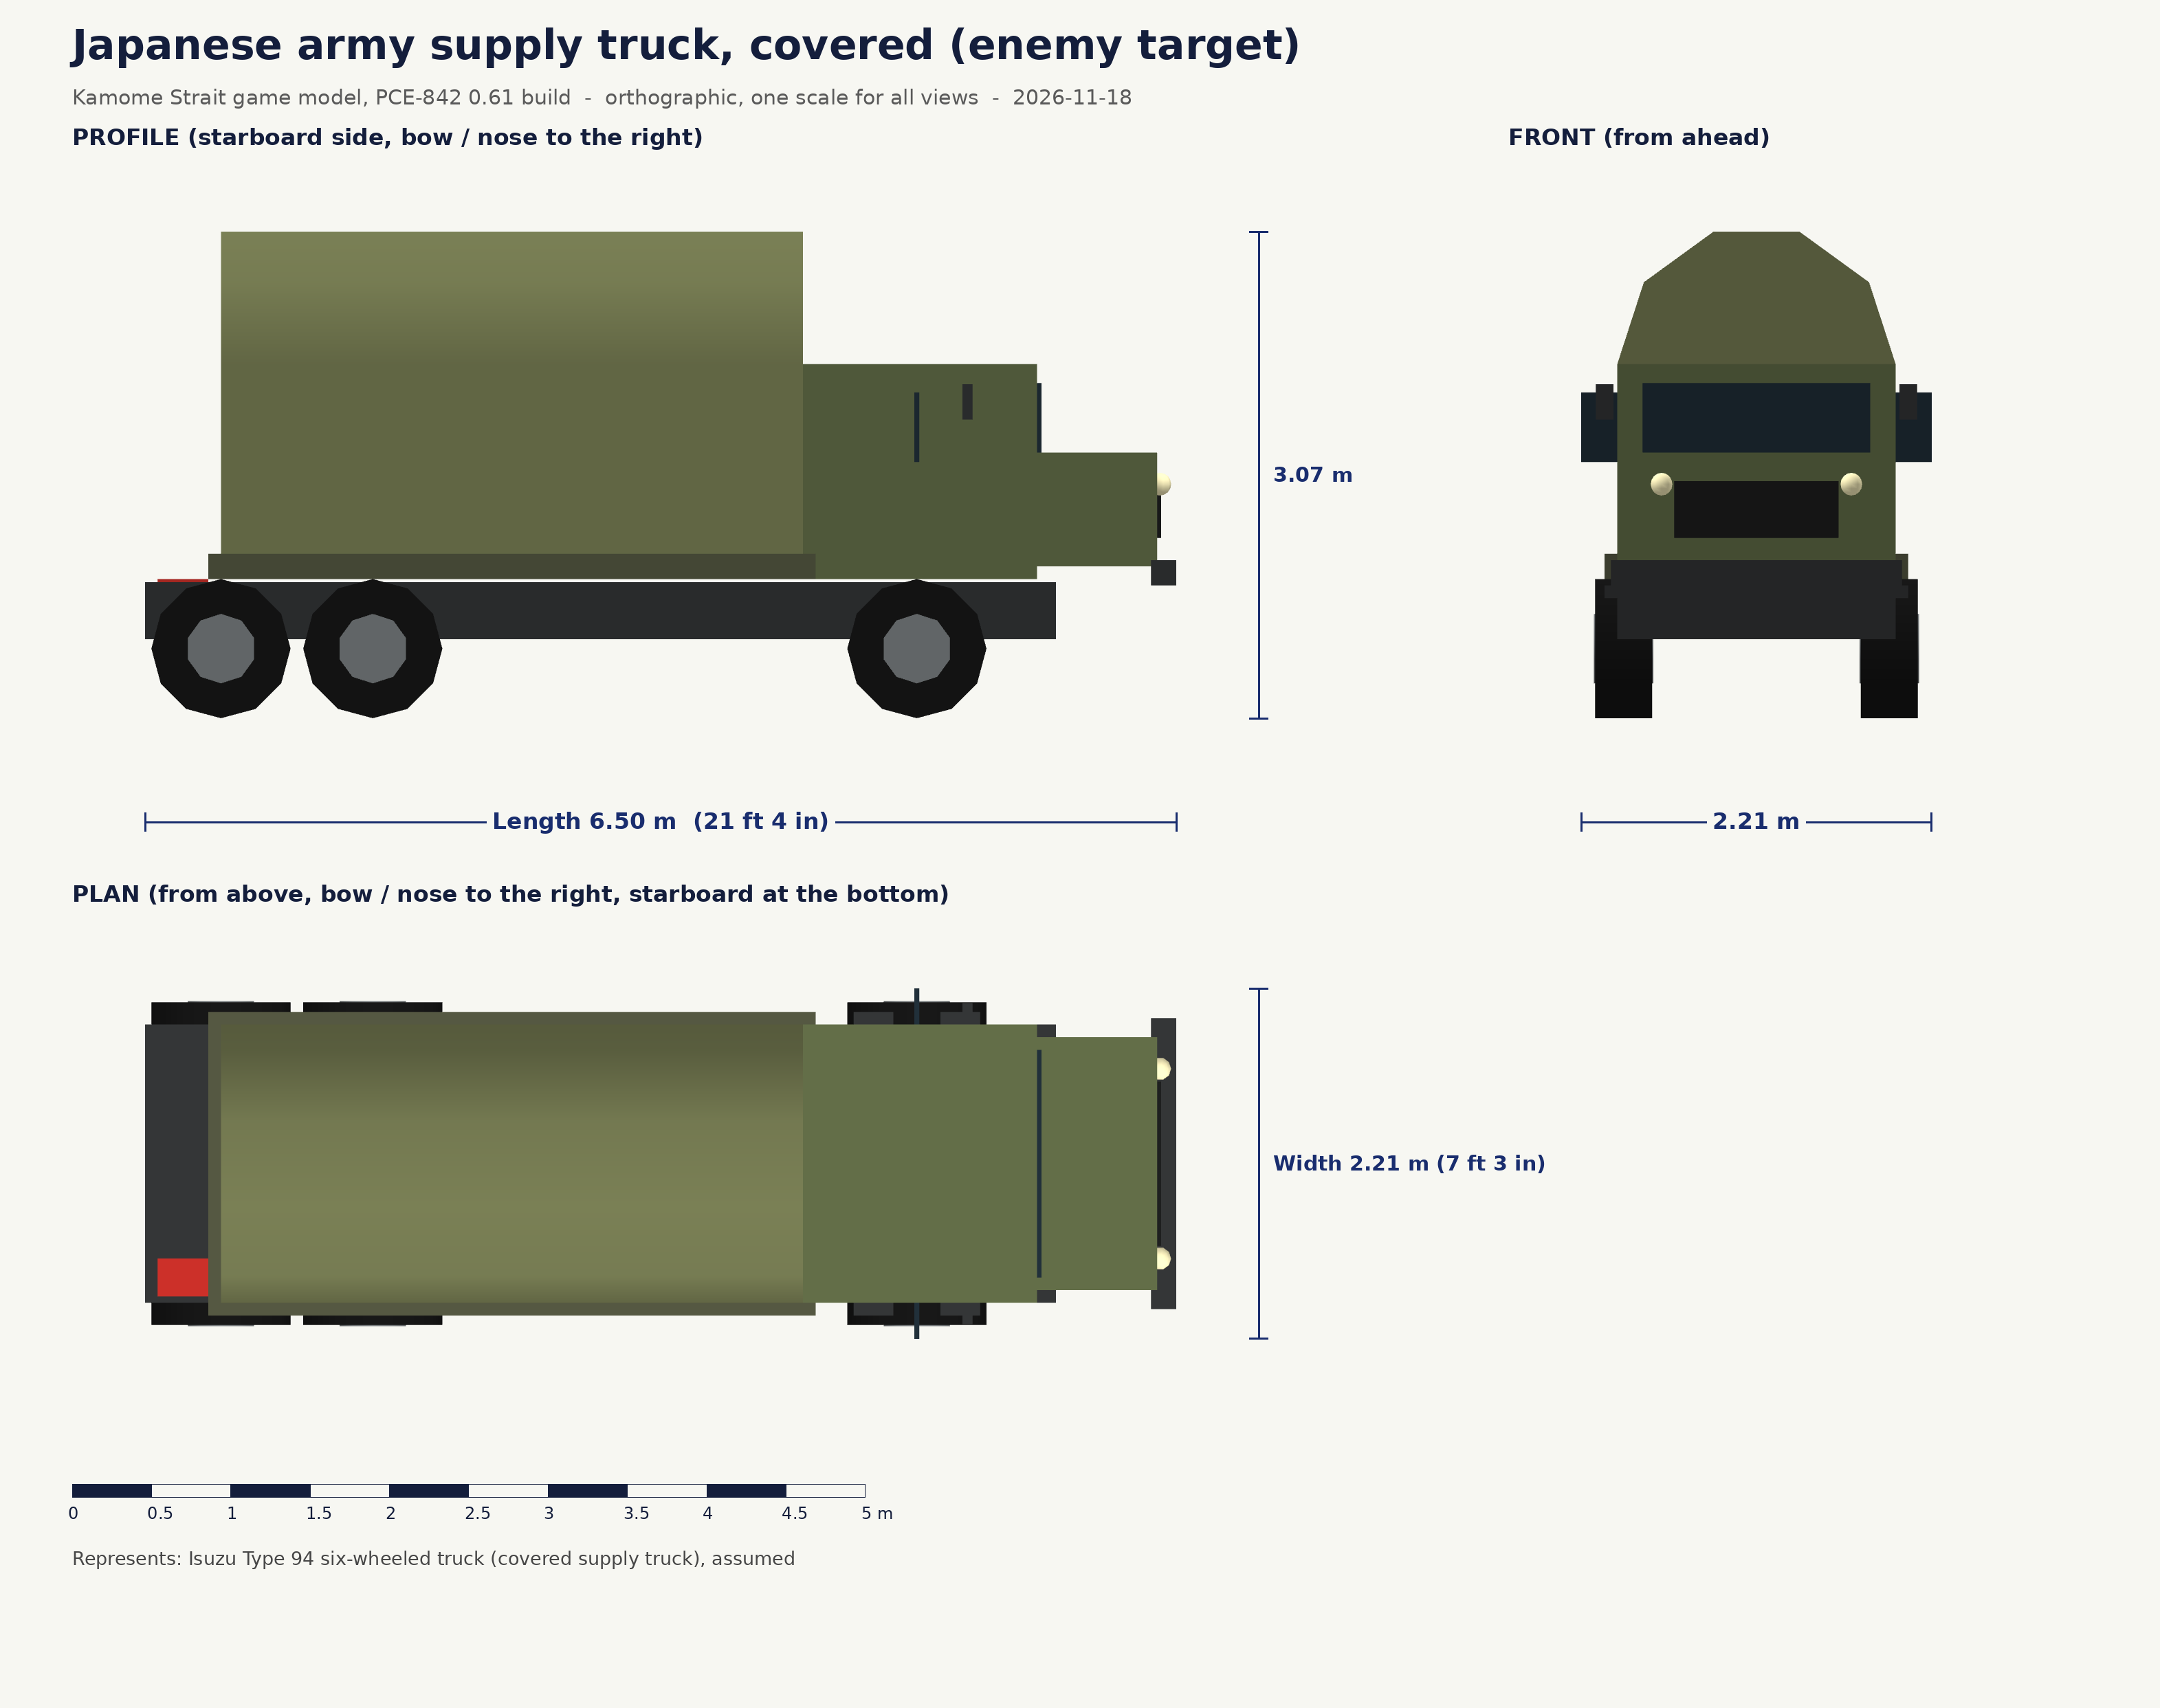 Japanese army supply truck, covered (enemy target)
Kamome Strait game model, PCE-842 0.61 build - orthographic, one scale for all views - 2026-11-18
PROFILE (starboard side, bow / nose to the right)
FRONT (from ahead)
3.07 m
Length 6.50 m (21 ft 4 in)
2.21 m
PLAN (from above, bow / nose to the right, starboard at the bottom)
Width 2.21 m (7 ft 3 in)
0 0.5 1 1.5 2 2.5 3 3.5 4 4.5 5 m
Represents: Isuzu Type 94 six-wheeled truck (covered supply truck), assumed